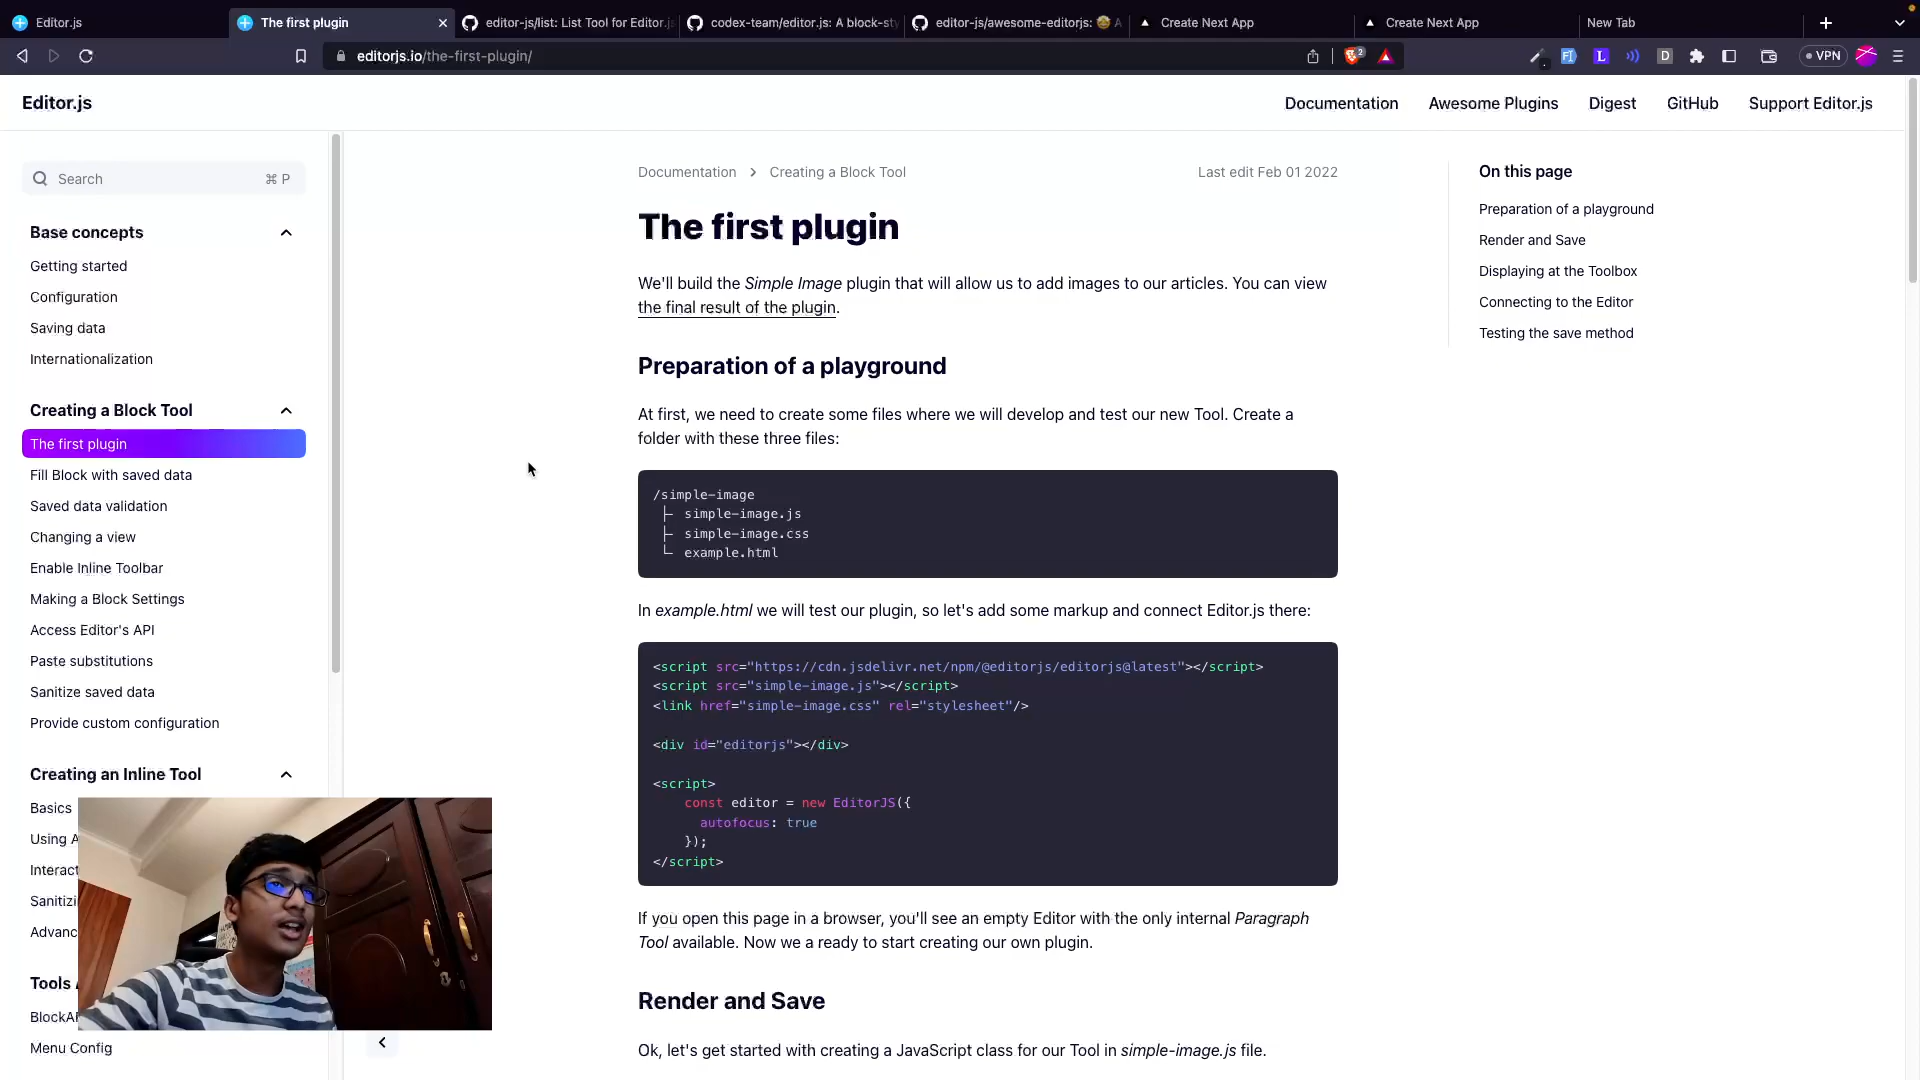 Editor.js
The first plugin
editor-js/list: List Tool for Editor.js
codex-team/editor.js: A block-sty
editor-js/awesome-editorjs: 😎 A
Create Next App
Create Next App
New Tab
editorjs.io/the-first-plugin/
2
L
D
VPN
Editor.js
Documentation
Awesome Plugins
Digest
GitHub
Support Editor.js
Search
⌘ P
Base concepts
Getting started
Configuration
Saving data
Internationalization
Creating a Block Tool
The first plugin
Fill Block with saved data
Saved data validation
Changing a view
Enable Inline Toolbar
Making a Block Settings
Access Editor's API
Paste substitutions
Sanitize saved data
Provide custom configuration
Creating an Inline Tool
Basics
Using A
Interact
Sanitizi
Advanc
Tools
BlockAP
Menu Config
Documentation > Creating a Block Tool
Last edit Feb 01 2022
The first plugin
We'll build the Simple Image plugin that will allow us to add images to our articles. You can view
the final result of the plugin.
Preparation of a playground
At first, we need to create some files where we will develop and test our new Tool. Create a
folder with these three files:
/simple-image
├─ simple-image.js
├─ simple-image.css
└─ example.html
In example.html we will test our plugin, so let's add some markup and connect Editor.js there:
<script src="https://cdn.jsdelivr.net/npm/@editorjs/editorjs@latest"></script>
<script src="simple-image.js"></script>
<link href="simple-image.css" rel="stylesheet"/>
<div id="editorjs"></div>
<script>
const editor = new EditorJS({
autofocus: true
});
</script>
If you open this page in a browser, you'll see an empty Editor with the only internal Paragraph
Tool available. Now we a ready to start creating our own plugin.
Render and Save
Ok, let's get started with creating a JavaScript class for our Tool in simple-image.js file.
On this page
Preparation of a playground
Render and Save
Displaying at the Toolbox
Connecting to the Editor
Testing the save method